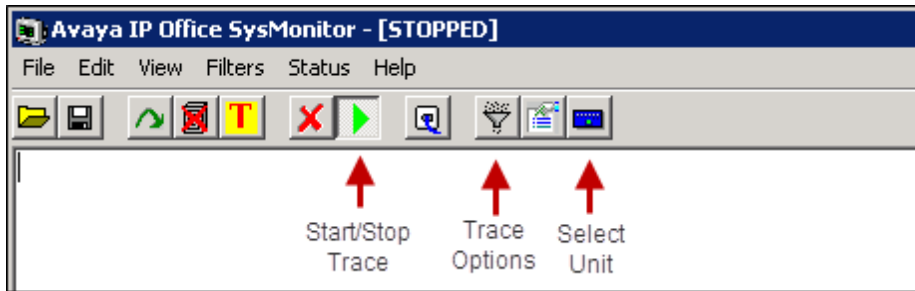 Avaya IP Office SysMonitor - [STOPPED]
File Edit View Filters Status Help
T
Start/Stop
Trace
Trace
Options
Select
Unit